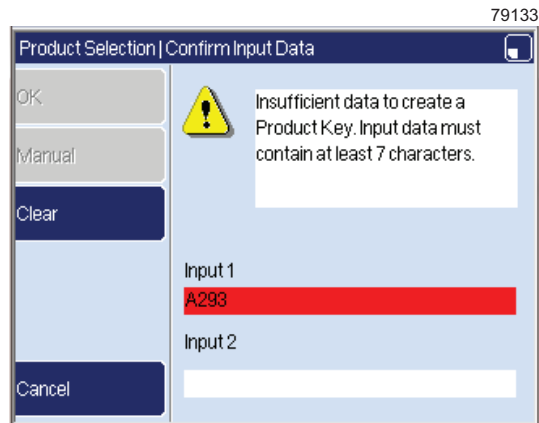 79133
Product Selection | Confirm Input Data
OK
Manual
Clear
Cancel
Insufficient data to create a
Product Key. Input data must
contain at least 7 characters.
Input 1
A293
Input 2